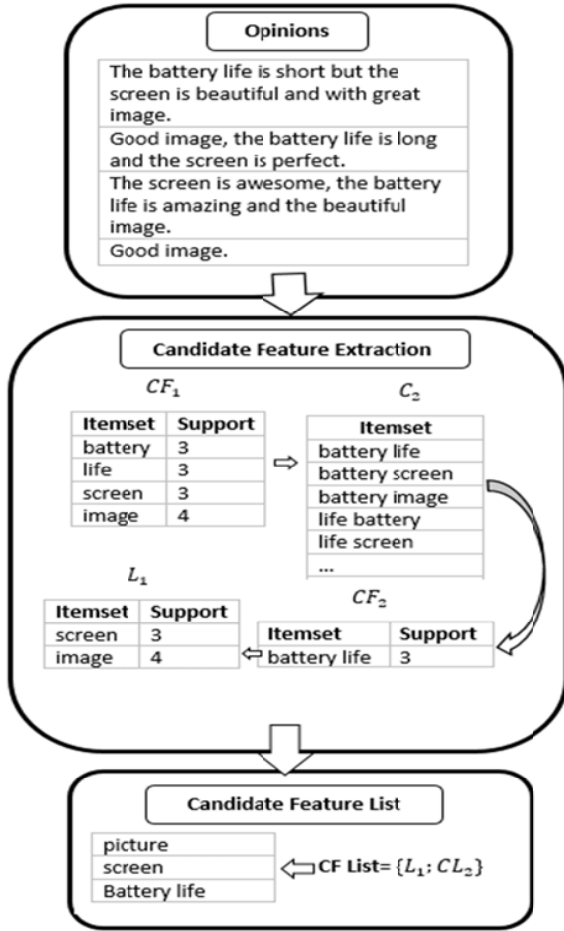 Opinions
The battery life is short but the
screen is beautiful and with great
image.
Good image, the battery life is long
and the screen is perfect.
The screen is awesome, the battery
life is amazing and the beautiful
image.
Good image.
Candidate Feature Extraction
CF₁
Itemset Support
battery 3
life 3
screen 3
image 4
C₂
Itemset
battery life
battery screen
battery image
life battery
life screen
...
L₁
Itemset Support
screen 3
image 4
CF₂
Itemset Support
battery life 3
Candidate Feature List
picture
screen
Battery life
CF List= {L₁; CL₂}